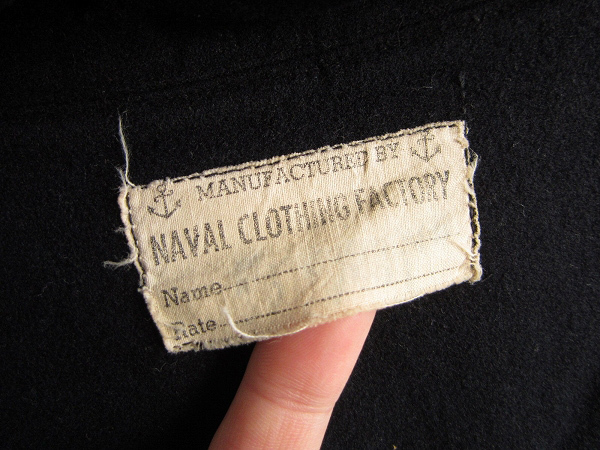 MANUFACTURED BY
NAVAL CLOTHING FACTORY
Name
Rate